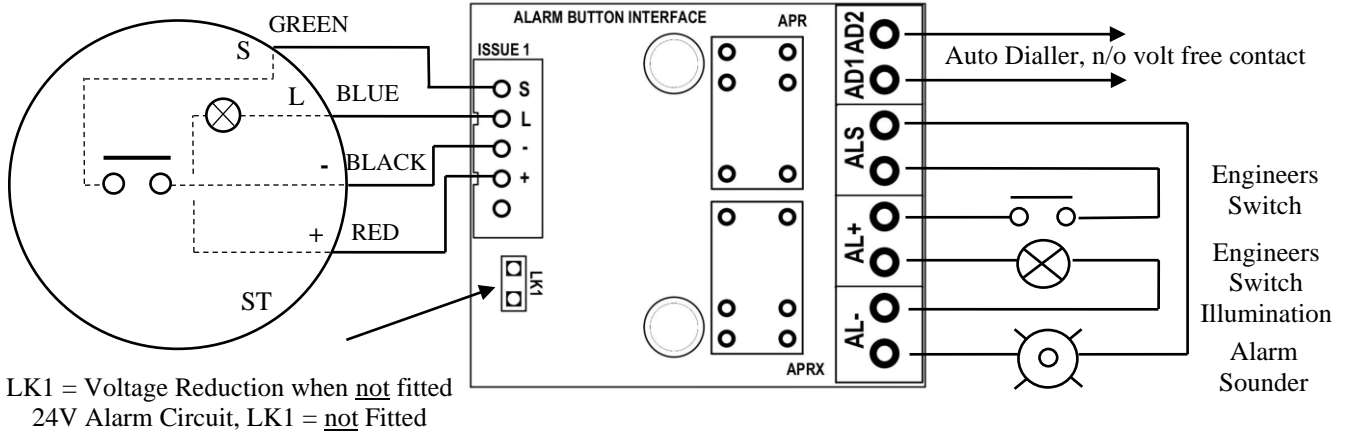 GREEN
S
L
BLUE
-
BLACK
+
RED
ST
ALARM BUTTON INTERFACE
ISSUE 1
S
L
-
+
LK1
APR
APRX
AD2
AD1
ALS
AL+
AL-
Auto Dialler, n/o volt free contact
Engineers
Switch
Engineers
Switch
Illumination
Alarm
Sounder
LK1 = Voltage Reduction when not fitted
24V Alarm Circuit, LK1 = not Fitted